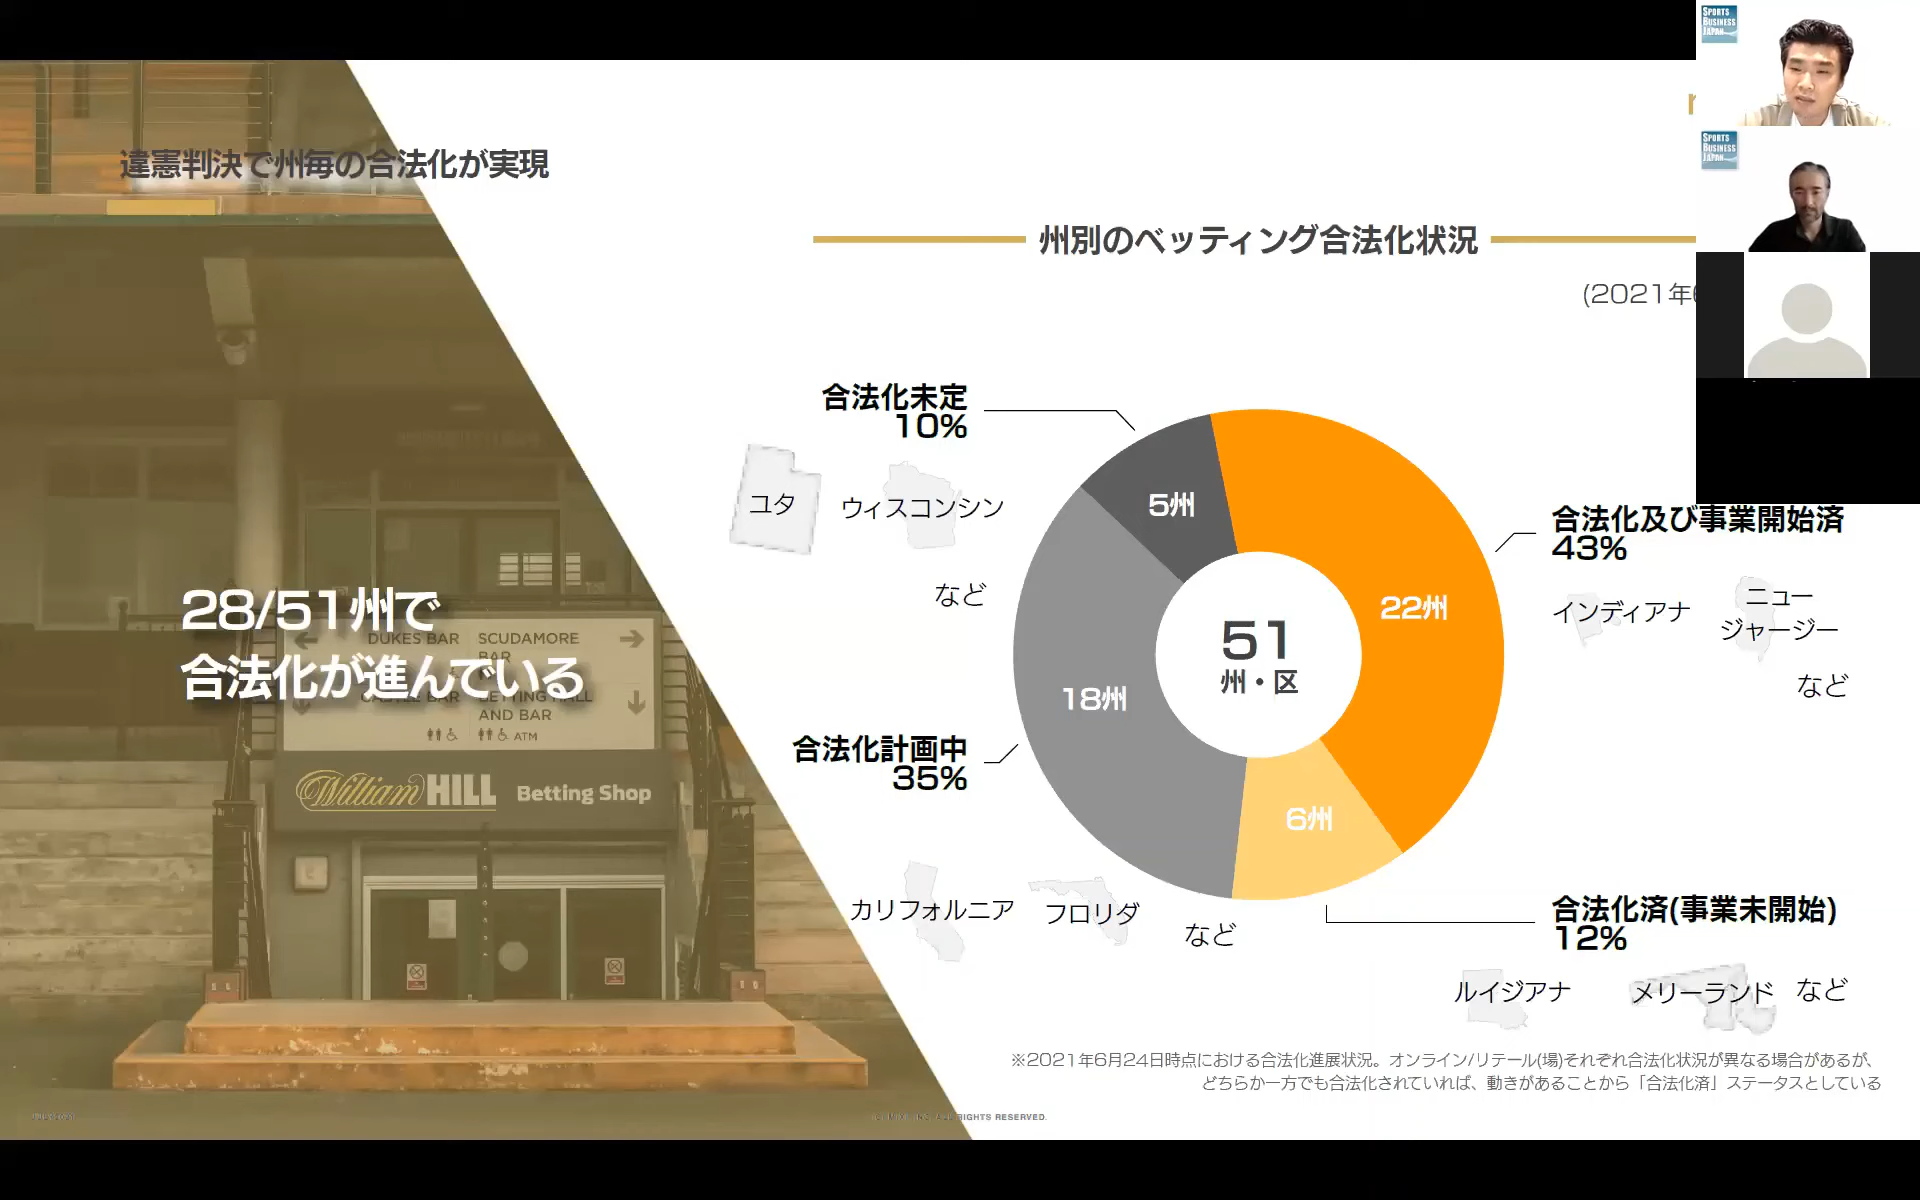 SPORTS
BUSINESS
JAPAN
SPORTS
BUSINESS
JAPAN
違憲判決で州毎の合法化が実現
州別のベッティング合法化状況
(2021年6
合法化未定
10%
ユタ
ウィスコンシン
など
5州
合法化及び事業開始済
43%
インディアナ
ニュー
ジャージー
など
22州
51
州・区
28/51州で
合法化が進んでいる
DUKES BAR
SCUDAMORE
BAR
CASTLE BAR
BETTING HALL
AND BAR
ATM
William HILL
Betting Shop
18州
合法化計画中
35%
カリフォルニア
フロリダ
など
6州
合法化済(事業未開始)
12%
ルイジアナ
メリーランド
など
※2021年6月24日時点における合法化進展状況。オンライン/リテール(場)それぞれ合法化状況が異なる場合があるが、
どちらか一方でも合法化されていれば、動きがあることから「合法化済」ステータスとしている
RIGHTS RESERVED.